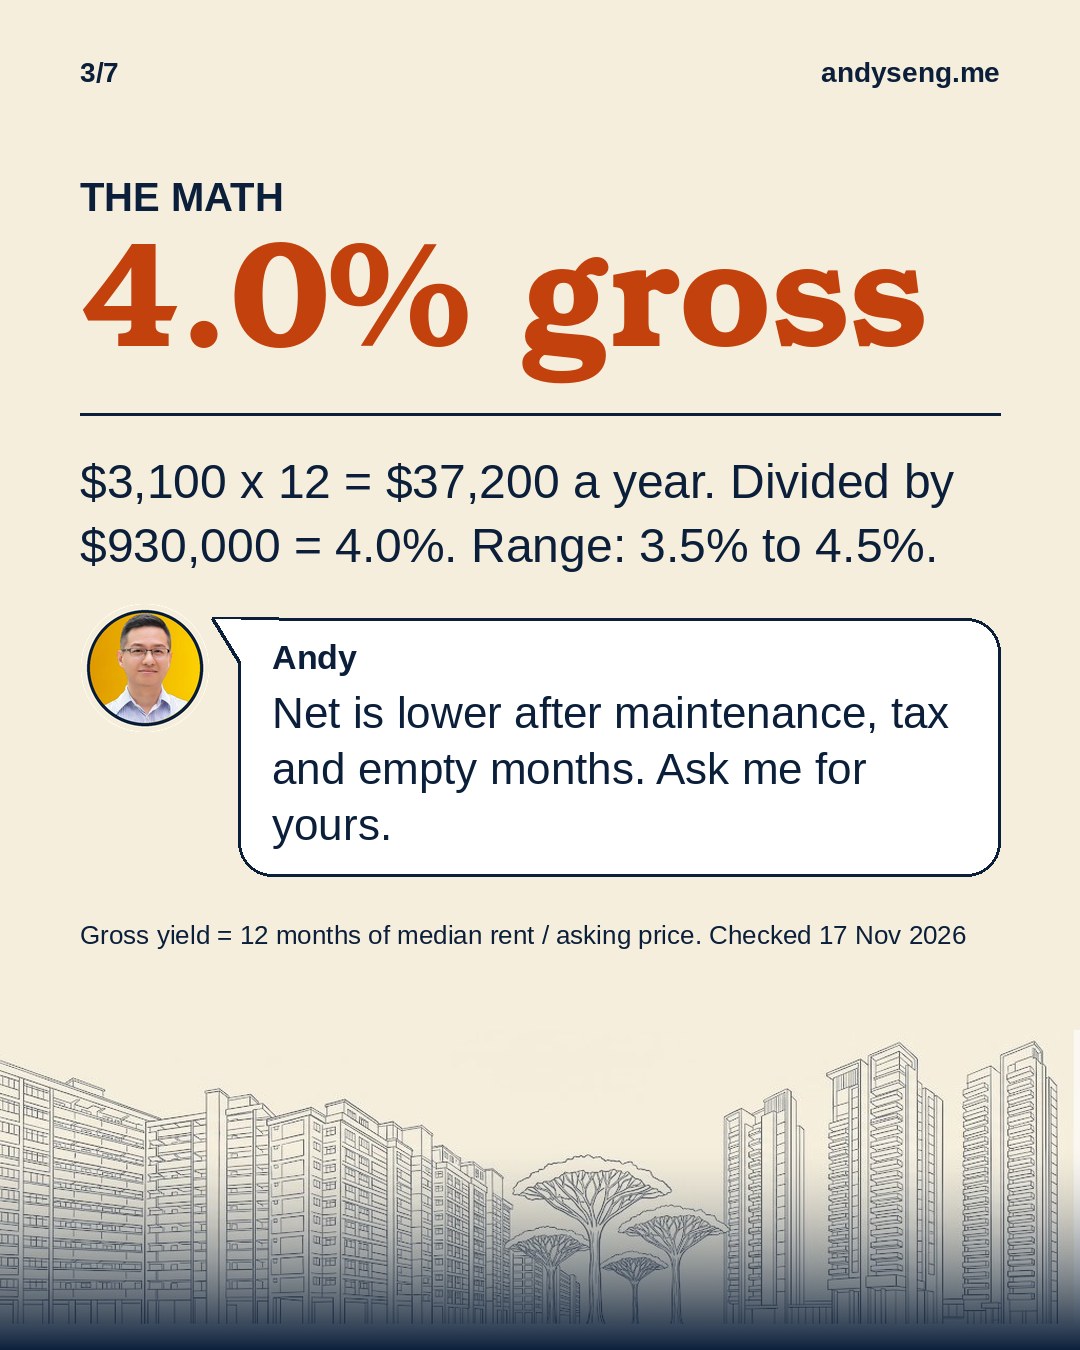 3/7
andyseng.me
THE MATH
4.0% gross
$3,100 x 12 = $37,200 a year. Divided by
$930,000 = 4.0%. Range: 3.5% to 4.5%.
Andy
Net is lower after maintenance, tax
and empty months. Ask me for
yours.
Gross yield = 12 months of median rent / asking price. Checked 17 Nov 2026